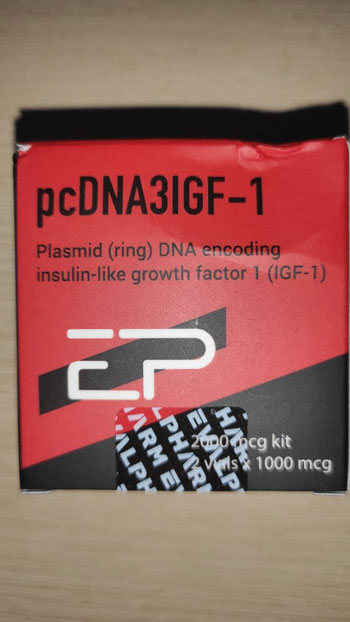 pcDNA3IGF-1
Plasmid (ring) DNA encoding
insulin-like growth factor 1 (IGF-1)
EP
2000 mcg kit
2 vials x 1000 mcg